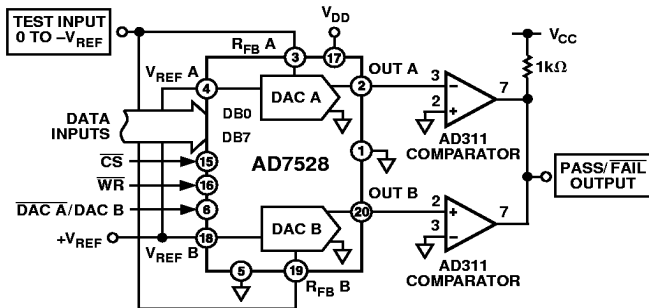 TEST INPUT
0 TO –VREF
VDD
VCC
RFB A
3
17
1kΩ
VREF A
4
DAC A
2
OUT A
3
–
2
+
7
AD311
COMPARATOR
DATA
INPUTS
DB0
DB7
1
CS
15
AD7528
WR
16
DAC A/DAC B
6
PASS/FAIL
OUTPUT
OUT B
20
2
+
3
–
7
AD311
COMPARATOR
+VREF
18
DAC B
VREF B
5
19
RFB B